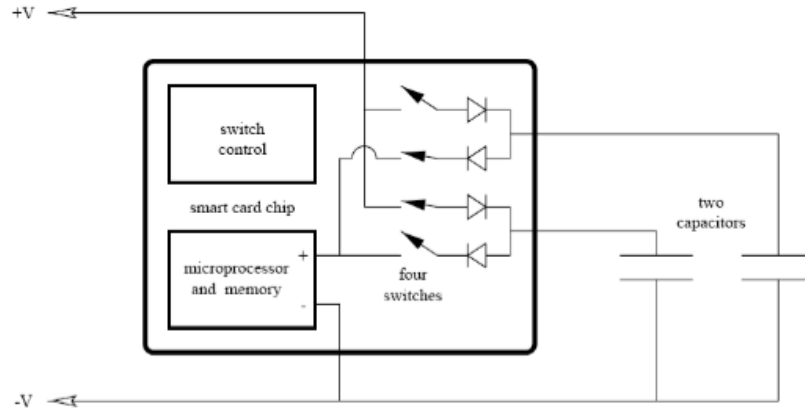 +V
switch
control
smart card chip
two
capacitors
+
microprocessor
and memory
-
four
switches
-V